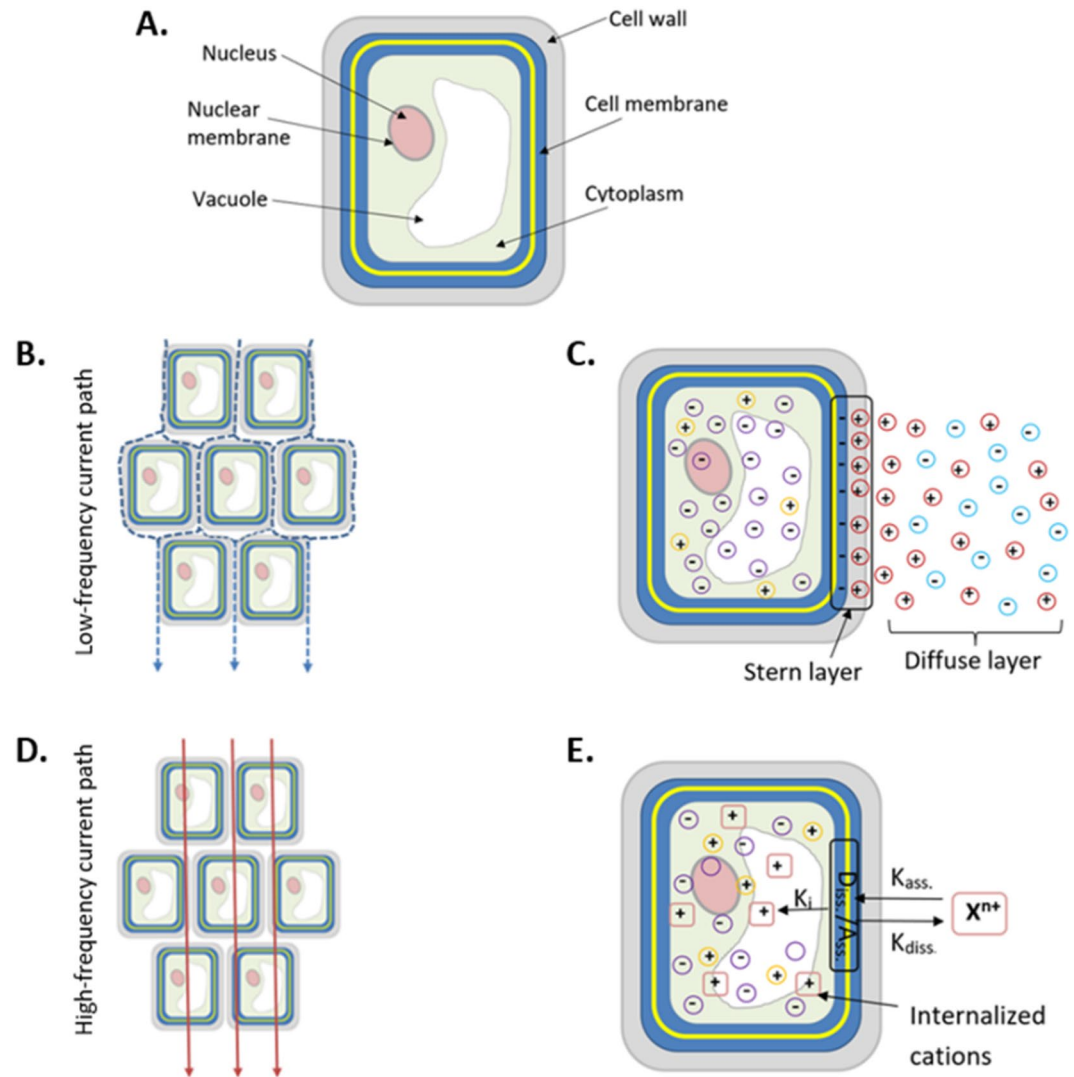 A.
Cell wall
Nucleus
Nuclear
membrane
Cell membrane
Vacuole
Cytoplasm
B.
Low-frequency current path
C.
Stern layer
Diffuse layer
D.
High-frequency current path
E.
Kass.
Ki
Diss./Ass.
Xn+
Kdiss.
Internalized
cations